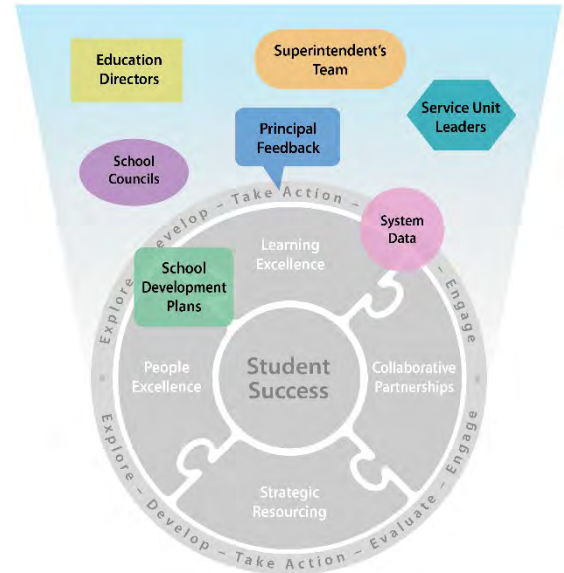 Education
Directors
Superintendent's
Team
Service Unit
Leaders
Principal
Feedback
School
Councils
System
Data
School
Development
Plans
Explore
evelop – Take Action –
– Engage
Learning
Excellence
People
Excellence
Student
Success
Collaborative
Partnerships
Strategic
Resourcing
Explore – Develop – Take Action – Evaluate – Engage